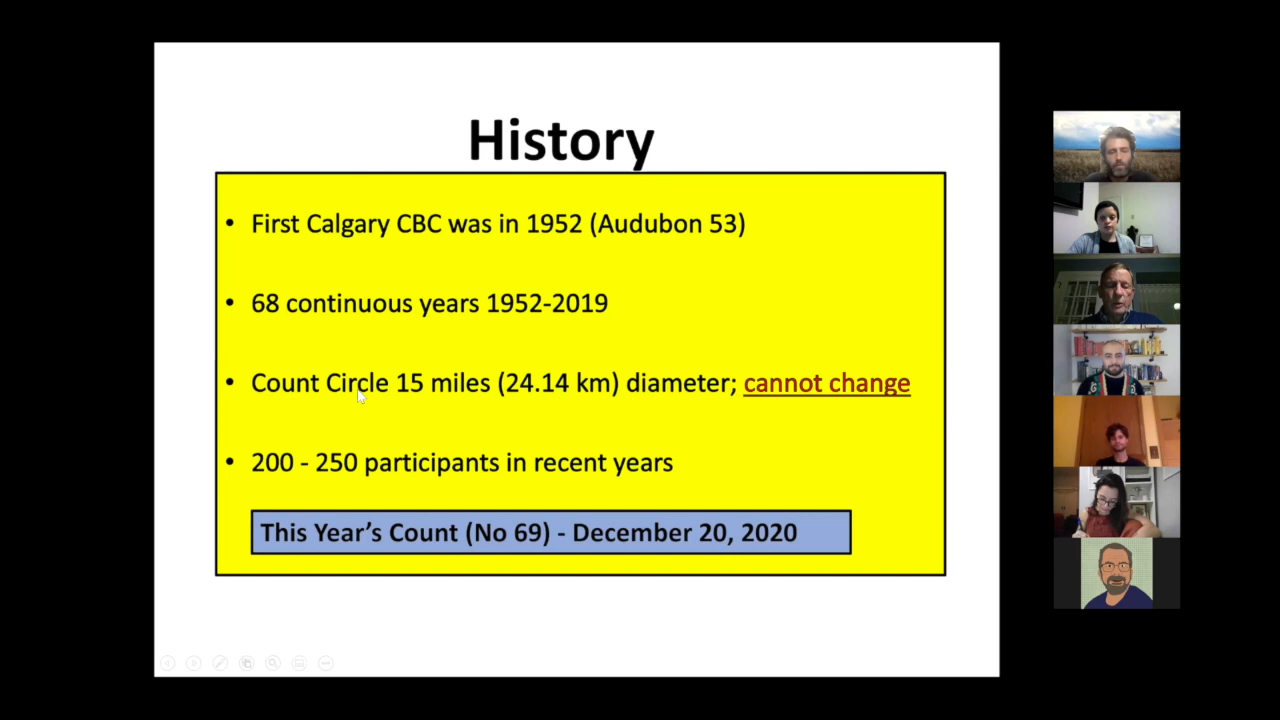 History
• First Calgary CBC was in 1952 (Audubon 53)
• 68 continuous years 1952-2019
• Count Circle 15 miles (24.14 km) diameter; cannot change
• 200 - 250 participants in recent years
This Year’s Count (No 69) - December 20, 2020